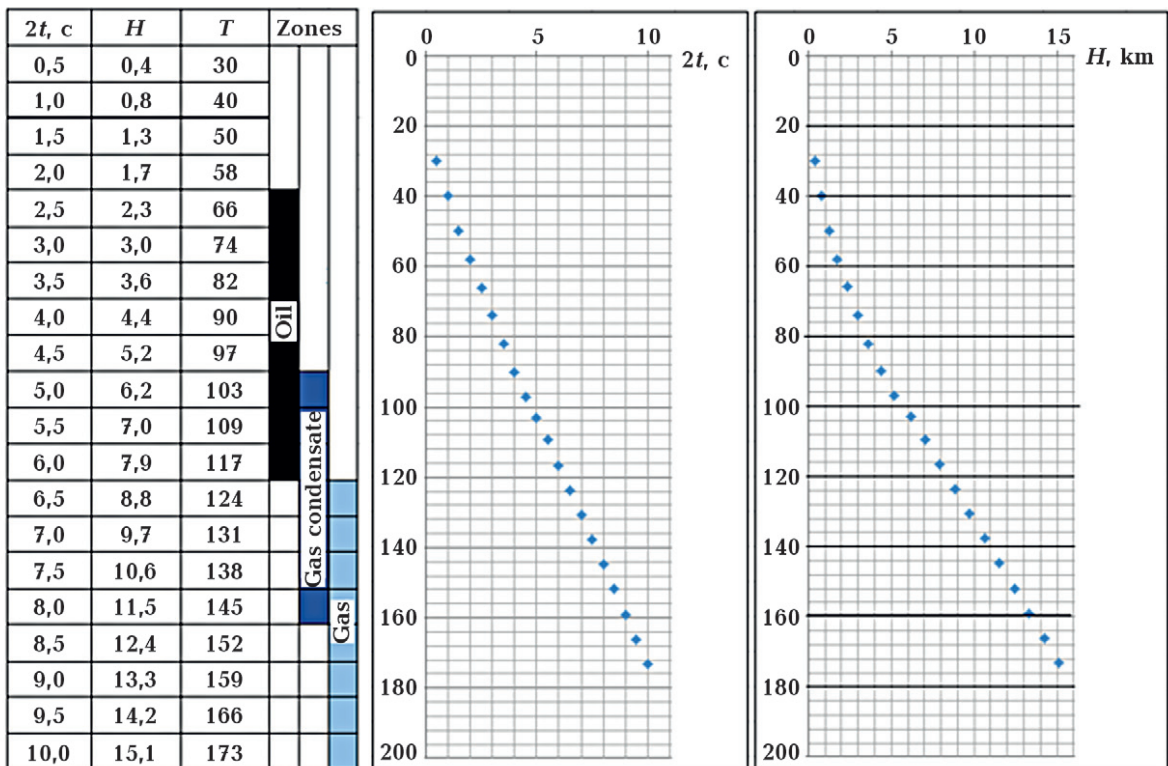 2t, c H T Zones
0,5 0,4 30
1,0 0,8 40
1,5 1,3 50
2,0 1,7 58
2,5 2,3 66
3,0 3,0 74
3,5 3,6 82
4,0 4,4 90
4,5 5,2 97
5,0 6,2 103
5,5 7,0 109
6,0 7,9 117
6,5 8,8 124
7,0 9,7 131
7,5 10,6 138
8,0 11,5 145
8,5 12,4 152
9,0 13,3 159
9,5 14,2 166
10,0 15,1 173
Oil
Gas condensate
Gas
0 5 10
2t, c
0
20
40
60
80
100
120
140
160
180
200
0 5 10 15
H, km
0
20
40
60
80
100
120
140
160
180
200